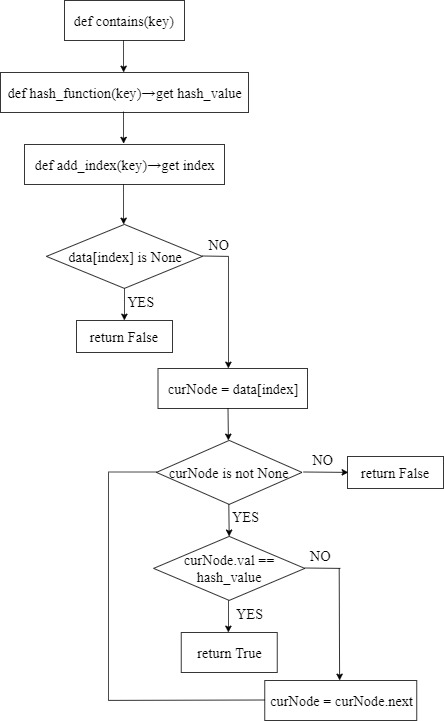 def contains(key)
def hash_function(key)→get hash_value
def add_index(key)→get index
data[index] is None
NO
YES
return False
curNode = data[index]
curNode is not None
NO
return False
YES
curNode.val ==
hash_value
NO
YES
return True
curNode = curNode.next